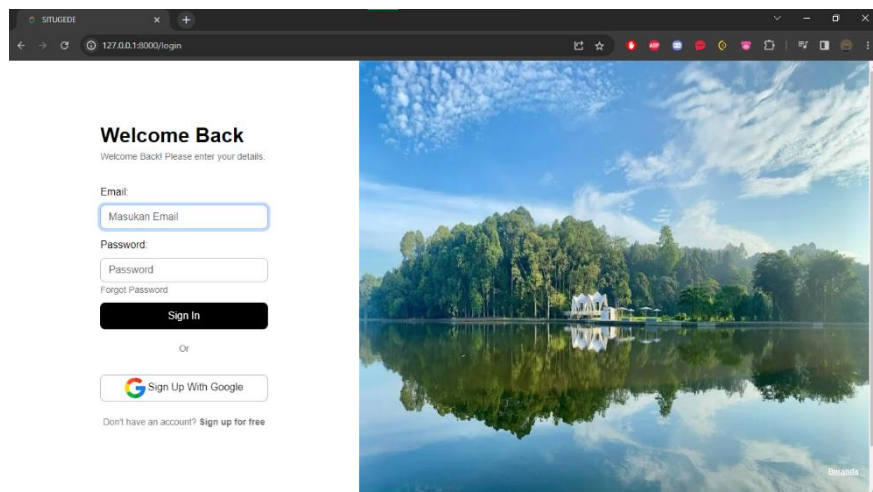 SITUGEDE
127.0.0.1:8000/login
Welcome Back
Welcome Back! Please enter your details.
Email:
Masukan Email
Password:
Password
Forgot Password
Sign In
Or
Sign Up With Google
Don't have an account? Sign up for free
Beranda